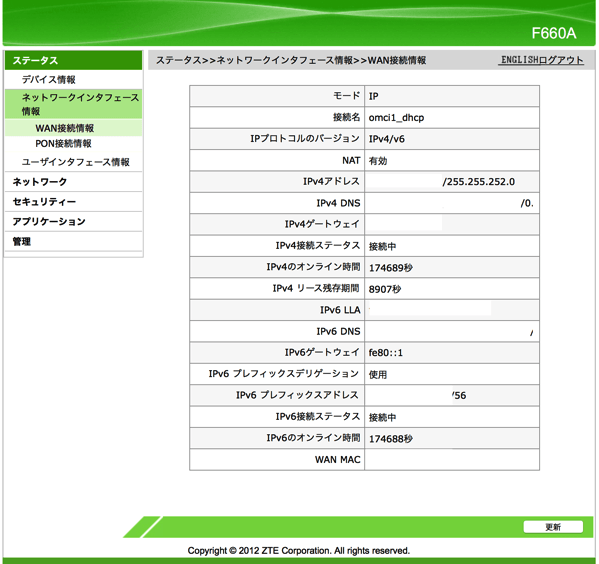 F660A
ステータス
ステータス>>ネットワークインタフェース情報>>WAN接続情報
ENGLISHログアウト
デバイス情報
ネットワークインタフェース
情報
WAN接続情報
PON接続情報
ユーザインタフェース情報
ネットワーク
セキュリティー
アプリケーション
管理
モード IP
接続名 omci1_dhcp
IPプロトコルのバージョン IPv4/v6
NAT 有効
IPv4アドレス /255.255.252.0
IPv4 DNS /0.
IPv4ゲートウェイ
IPv4接続ステータス 接続中
IPv4のオンライン時間 174689秒
IPv4 リース残存期間 8907秒
IPv6 LLA
IPv6 DNS /
IPv6ゲートウェイ fe80::1
IPv6 プレフィックスデリゲーション 使用
IPv6 プレフィックスアドレス /56
IPv6接続ステータス 接続中
IPv6のオンライン時間 174688秒
WAN MAC
更新
Copyright © 2012 ZTE Corporation. All rights reserved.